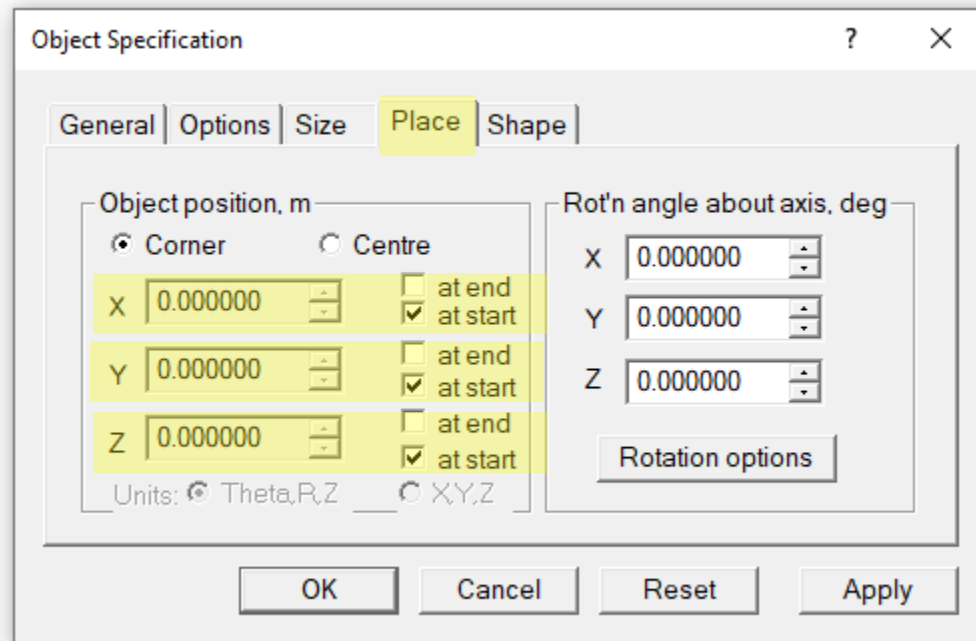 Object Specification ? ×
General Options Size Place Shape
Object position, m
Corner Centre
X 0.000000 at end
at start
Y 0.000000 at end
at start
Z 0.000000 at end
at start
Units: Theta,R,Z X,Y,Z
Rot'n angle about axis, deg
X 0.000000
Y 0.000000
Z 0.000000
Rotation options
OK Cancel Reset Apply